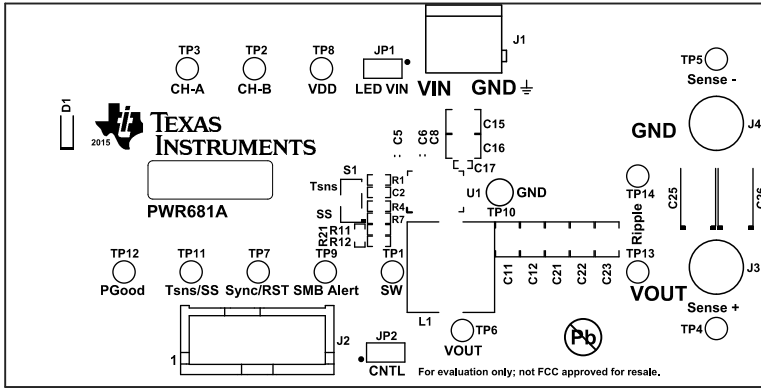 J1
TP3
TP2
TP8
JP1
CH-A
CH-B
VDD
LED VIN
VIN
GND
TP5
Sense -
D1
2015
TEXAS
INSTRUMENTS
C5
C6
C8
C15
C16
C17
GND
J4
S1
Tsns
SS
R1
C2
R4
R7
R21
R11
R12
U1
GND
TP10
TP14
Ripple
C25
C26
PWR681A
TP12
TP11
TP7
TP9
TP1
TP13
PGood
Tsns/SS
Sync/RST
SMB Alert
SW
C11
C12
C21
C22
C23
VOUT
J3
Sense +
TP4
L1
TP6
VOUT
Pb
1
J2
JP2
CNTL
For evaluation only; not FCC approved for resale.